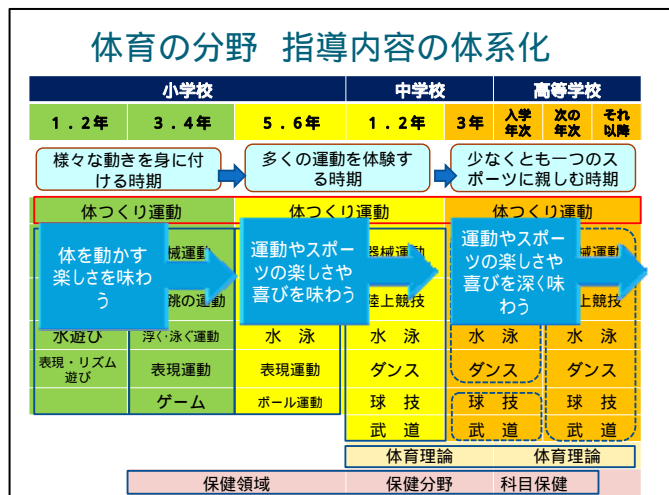 体育の分野 指導内容の体系化
小学校 中学校 高等学校
1.2年 3.4年 5.6年 1.2年 3年 入学年次 次の年次 それ以降
様々な動きを身に付
ける時期
多くの運動を体験す
る時期
少なくとも一つのス
ポーツに親しむ時期
体つくり運動 体つくり運動 体つくり運動
体を動かす
楽しさを味わ
う
運動やスポー
ツの楽しさや
喜びを味わう
運動やスポー
ツの楽しさや
喜びを深く味
わう
械運動 器械運動 械運動
跳の運動 陸上競技 上競技
水遊び 浮く・泳ぐ運動 水 泳 水 泳 水 泳 水 泳
表現・リズム
遊び
表現運動 表現運動 ダンス ダンス ダンス
ゲーム ボール運動 球 技 球 技 球 技
武 道 武 道 武 道
体育理論 体育理論
保健領域 保健分野 科目保健